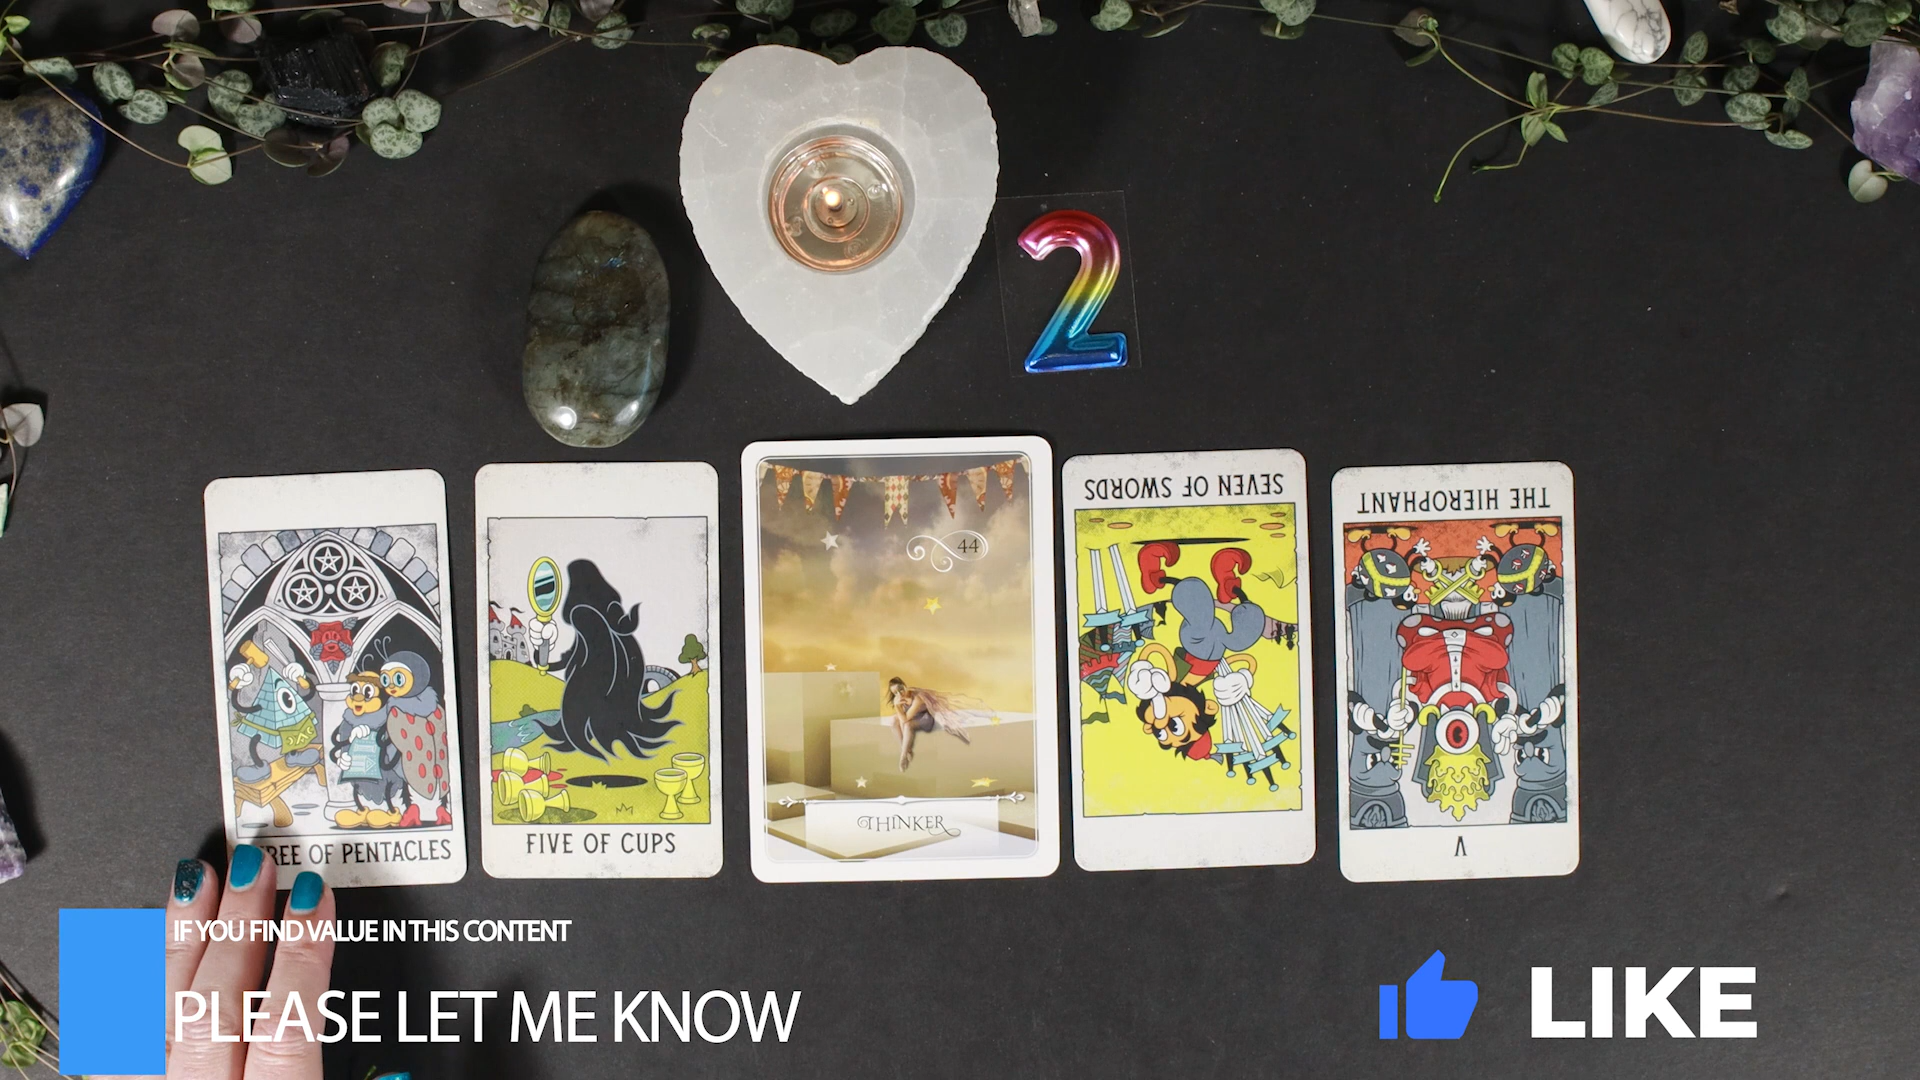 2
SEVEN OF SWORDS
THE HIEROPHANT
44
THREE OF PENTACLES
FIVE OF CUPS
THINKER
V
IF YOU FIND VALUE IN THIS CONTENT
PLEASE LET ME KNOW
LIKE